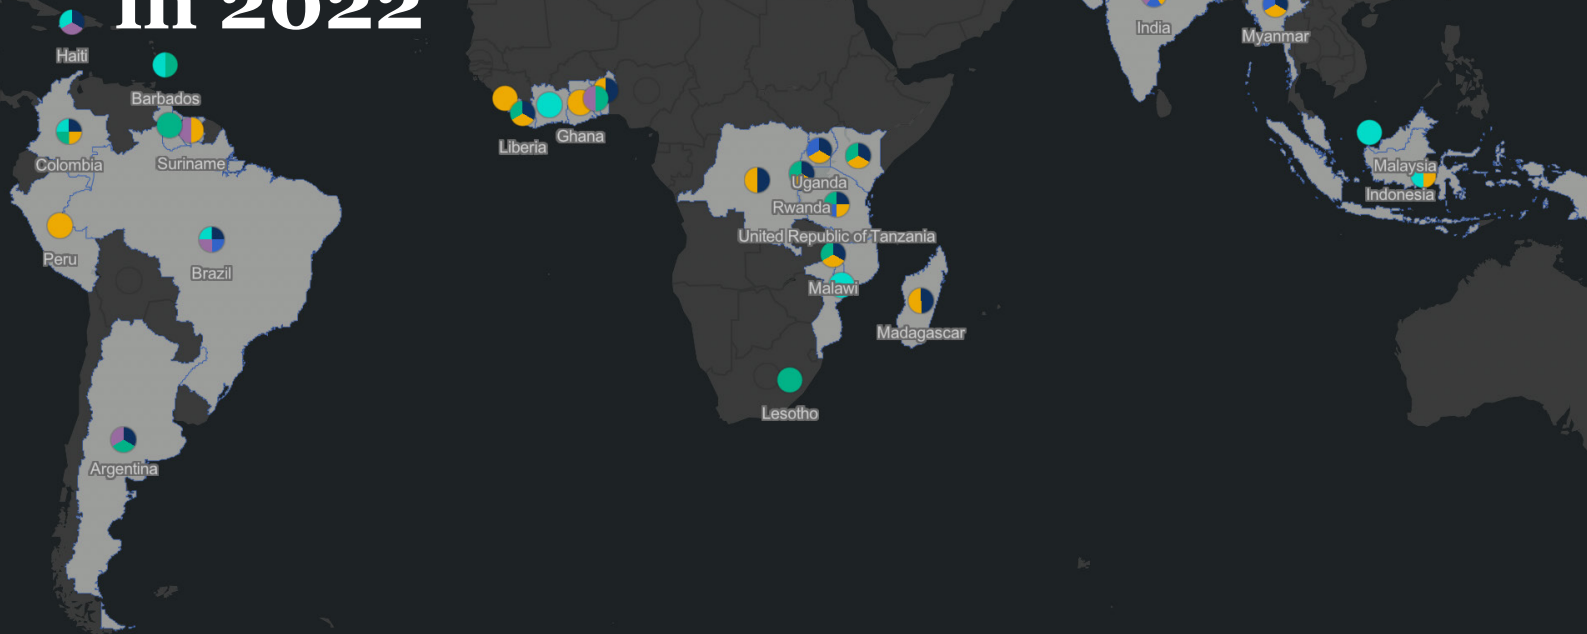 in 2022
Haiti
India
Myanmar
Barbados
Colombia
Suriname
Liberia
Ghana
Malaysia
Uganda
Indonesia
Rwanda
United Republic of Tanzania
Peru
Brazil
Malawi
Madagascar
Lesotho
Argentina